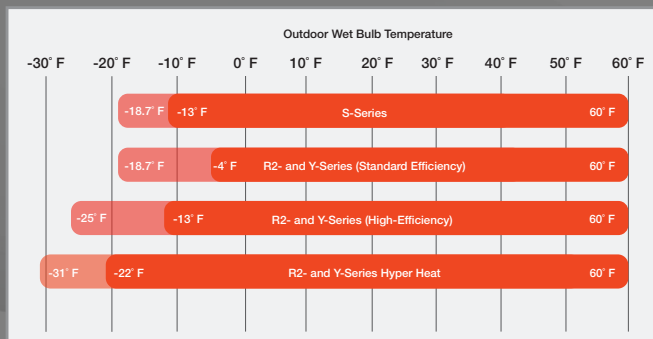 Outdoor Wet Bulb Temperature
-30° F -20° F -10° F 0° F 10° F 20° F 30° F 40° F 50° F 60° F
-18.7° F -13° F S-Series 60° F
-18.7° F -4° F R2- and Y-Series (Standard Efficiency) 60° F
-25° F -13° F R2- and Y-Series (High-Efficiency) 60° F
-31° F -22° F R2- and Y-Series Hyper Heat 60° F